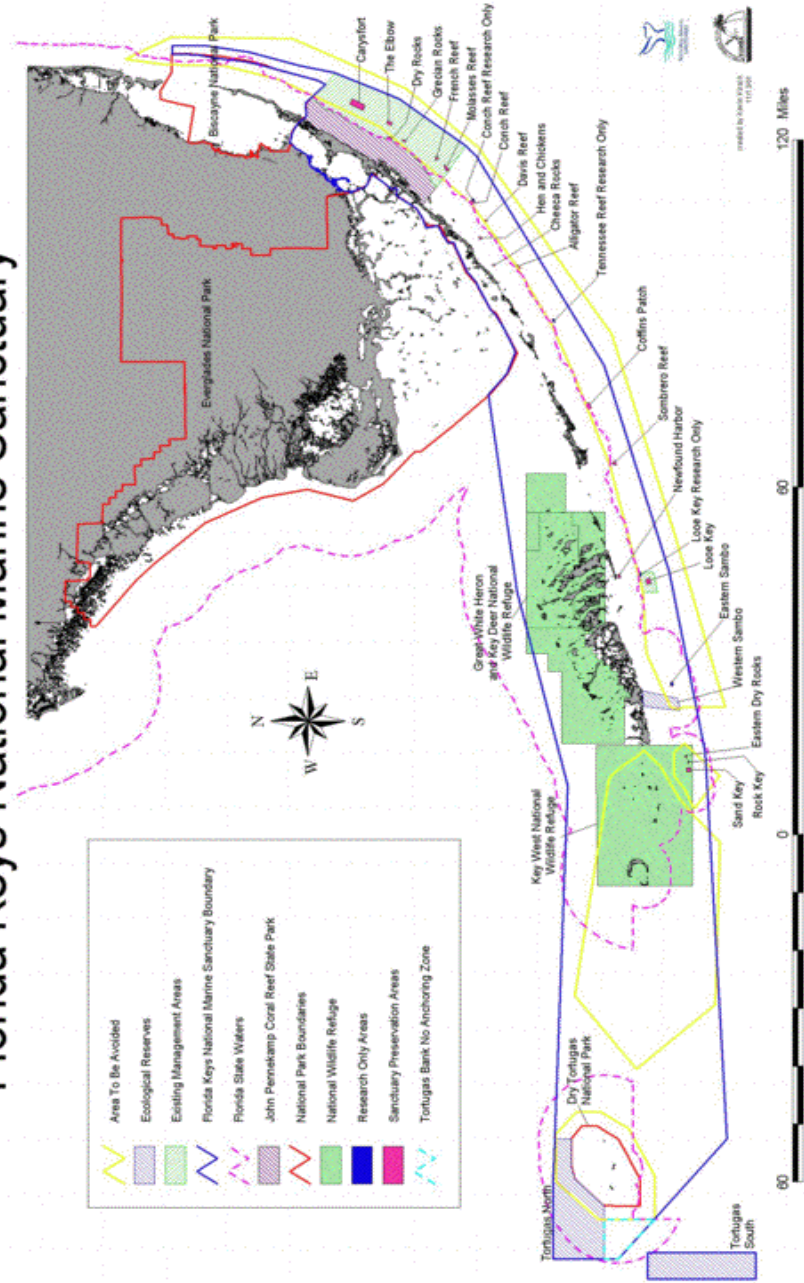 Florida Keys National Marine Sanctuary
Biscayne National Park
Everglades National Park
Carysfort
The Elbow
Dry Rocks
Grecian Rocks
French Reef
Molasses Reef
Conch Reef Research Only
Conch Reef
Davis Reef
Hen and Chickens
Cheeca Rocks
Alligator Reef
Tennessee Reef Research Only
Coffins Patch
Sombrero Reef
Newfound Harbor
Looe Key Research Only
Looe Key
Eastern Sambo
Western Sambo
Eastern Dry Rocks
Rock Key
Sand Key
Great White Heron
and Key Deer National
Wildlife Refuge
Key West National
Wildlife Refuge
Dry Tortugas
National Park
Tortugas North
Tortugas
South
N
W
E
S
Area To Be Avoided
Ecological Reserves
Existing Management Areas
Florida Keys National Marine Sanctuary Boundary
Florida State Waters
John Pennekamp Coral Reef State Park
National Park Boundaries
National Wildlife Refuge
Research Only Areas
Sanctuary Preservation Areas
Tortugas Bank No Anchoring Zone
60
0
60
120 Miles
created by Kevin Kirsch